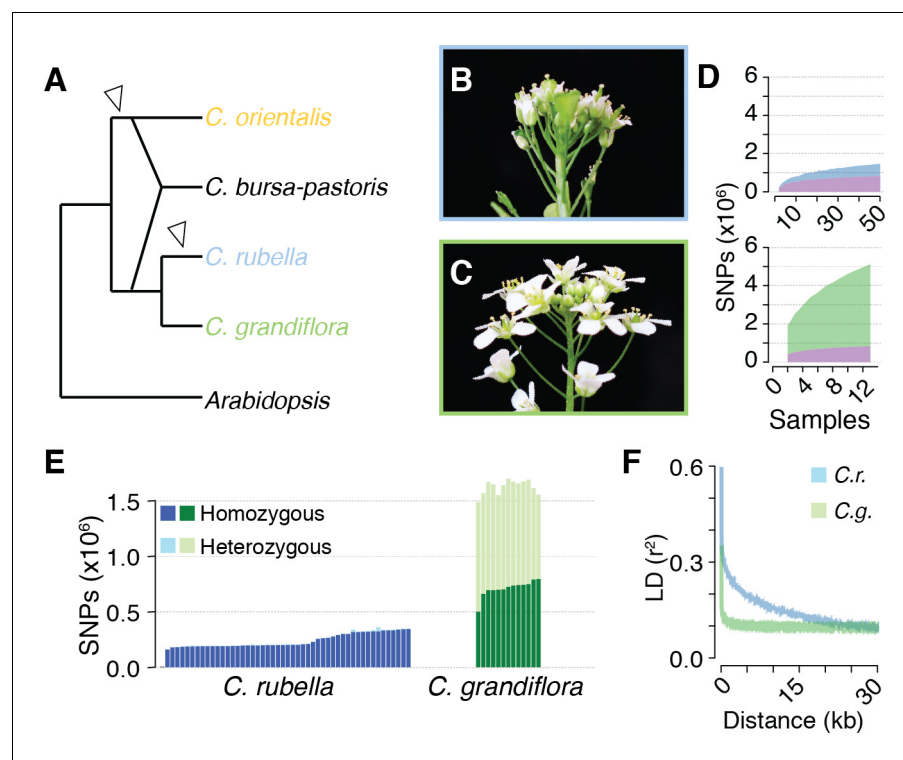 A
C. orientalis
C. bursa-pastoris
C. rubella
C. grandiflora
Arabidopsis
B
C
D
SNPs (x10⁶)
6
4
2
0
10
30
50
6
4
2
0
0
4
8
12
Samples
E
SNPs (x10⁶)
1.5
1.0
0.5
0.0
Homozygous
Heterozygous
C. rubella
C. grandiflora
F
LD (r²)
0.6
0.3
0.0
C.r.
C.g.
0
15
30
Distance (kb)